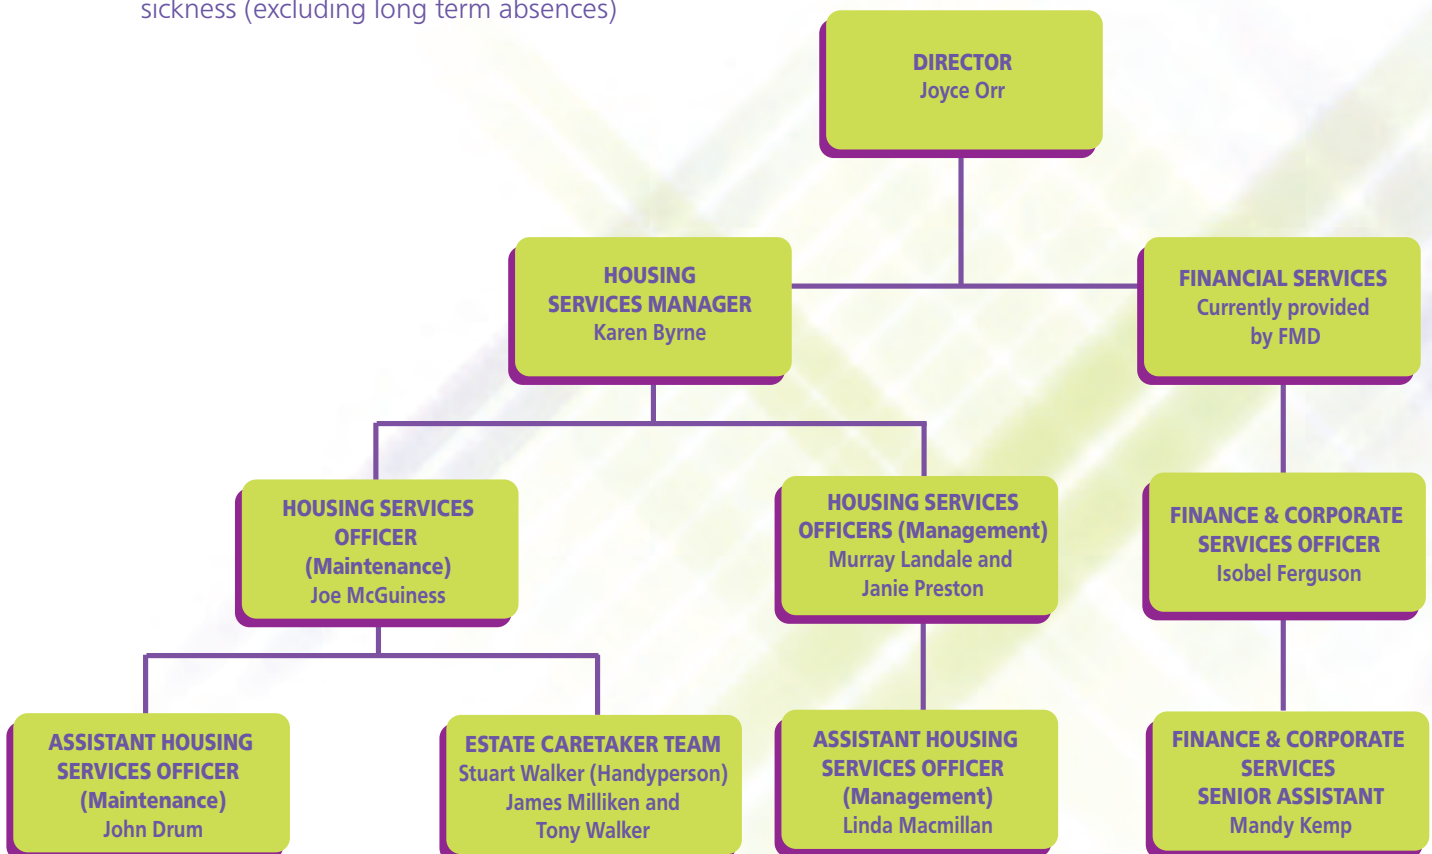 sickness (excluding long term absences)
DIRECTOR
Joyce Orr
HOUSING
SERVICES MANAGER
Karen Byrne
FINANCIAL SERVICES
Currently provided
by FMD
HOUSING SERVICES
OFFICER
(Maintenance)
Joe McGuiness
HOUSING SERVICES
OFFICERS (Management)
Murray Landale and
Janie Preston
FINANCE & CORPORATE
SERVICES OFFICER
Isobel Ferguson
ASSISTANT HOUSING
SERVICES OFFICER
(Maintenance)
John Drum
ESTATE CARETAKER TEAM
Stuart Walker (Handyperson)
James Milliken and
Tony Walker
ASSISTANT HOUSING
SERVICES OFFICER
(Management)
Linda Macmillan
FINANCE & CORPORATE
SERVICES
SENIOR ASSISTANT
Mandy Kemp